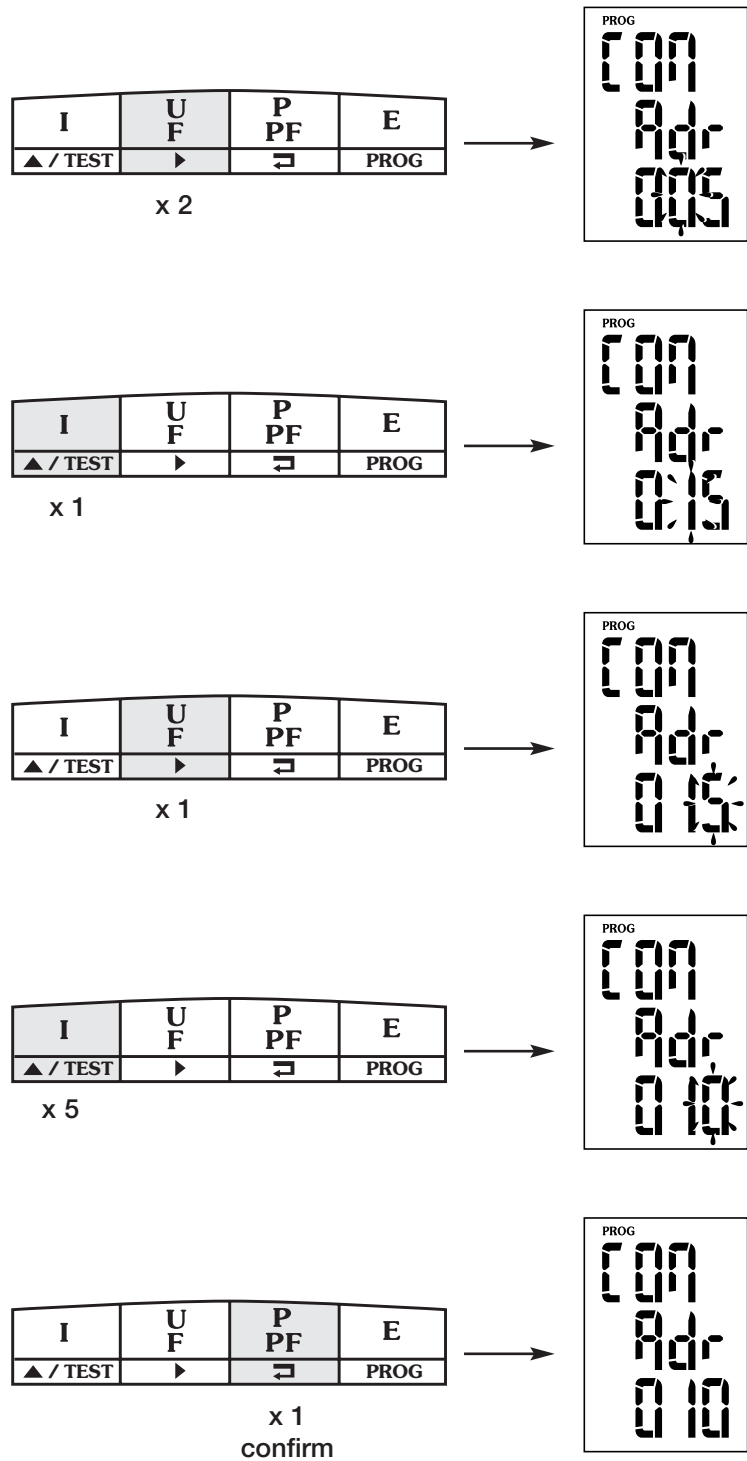 PROG
COM
I U F P PF E
Adr
▲ / TEST ▶ ⮌ PROG
005
x 2
PROG
COM
I U F P PF E
Adr
▲ / TEST ▶ ⮌ PROG
015
x 1
PROG
COM
I U F P PF E
Adr
▲ / TEST ▶ ⮌ PROG
015
x 1
PROG
COM
I U F P PF E
Adr
▲ / TEST ▶ ⮌ PROG
010
x 5
PROG
COM
I U F P PF E
Adr
▲ / TEST ▶ ⮌ PROG
010
x 1
confirm